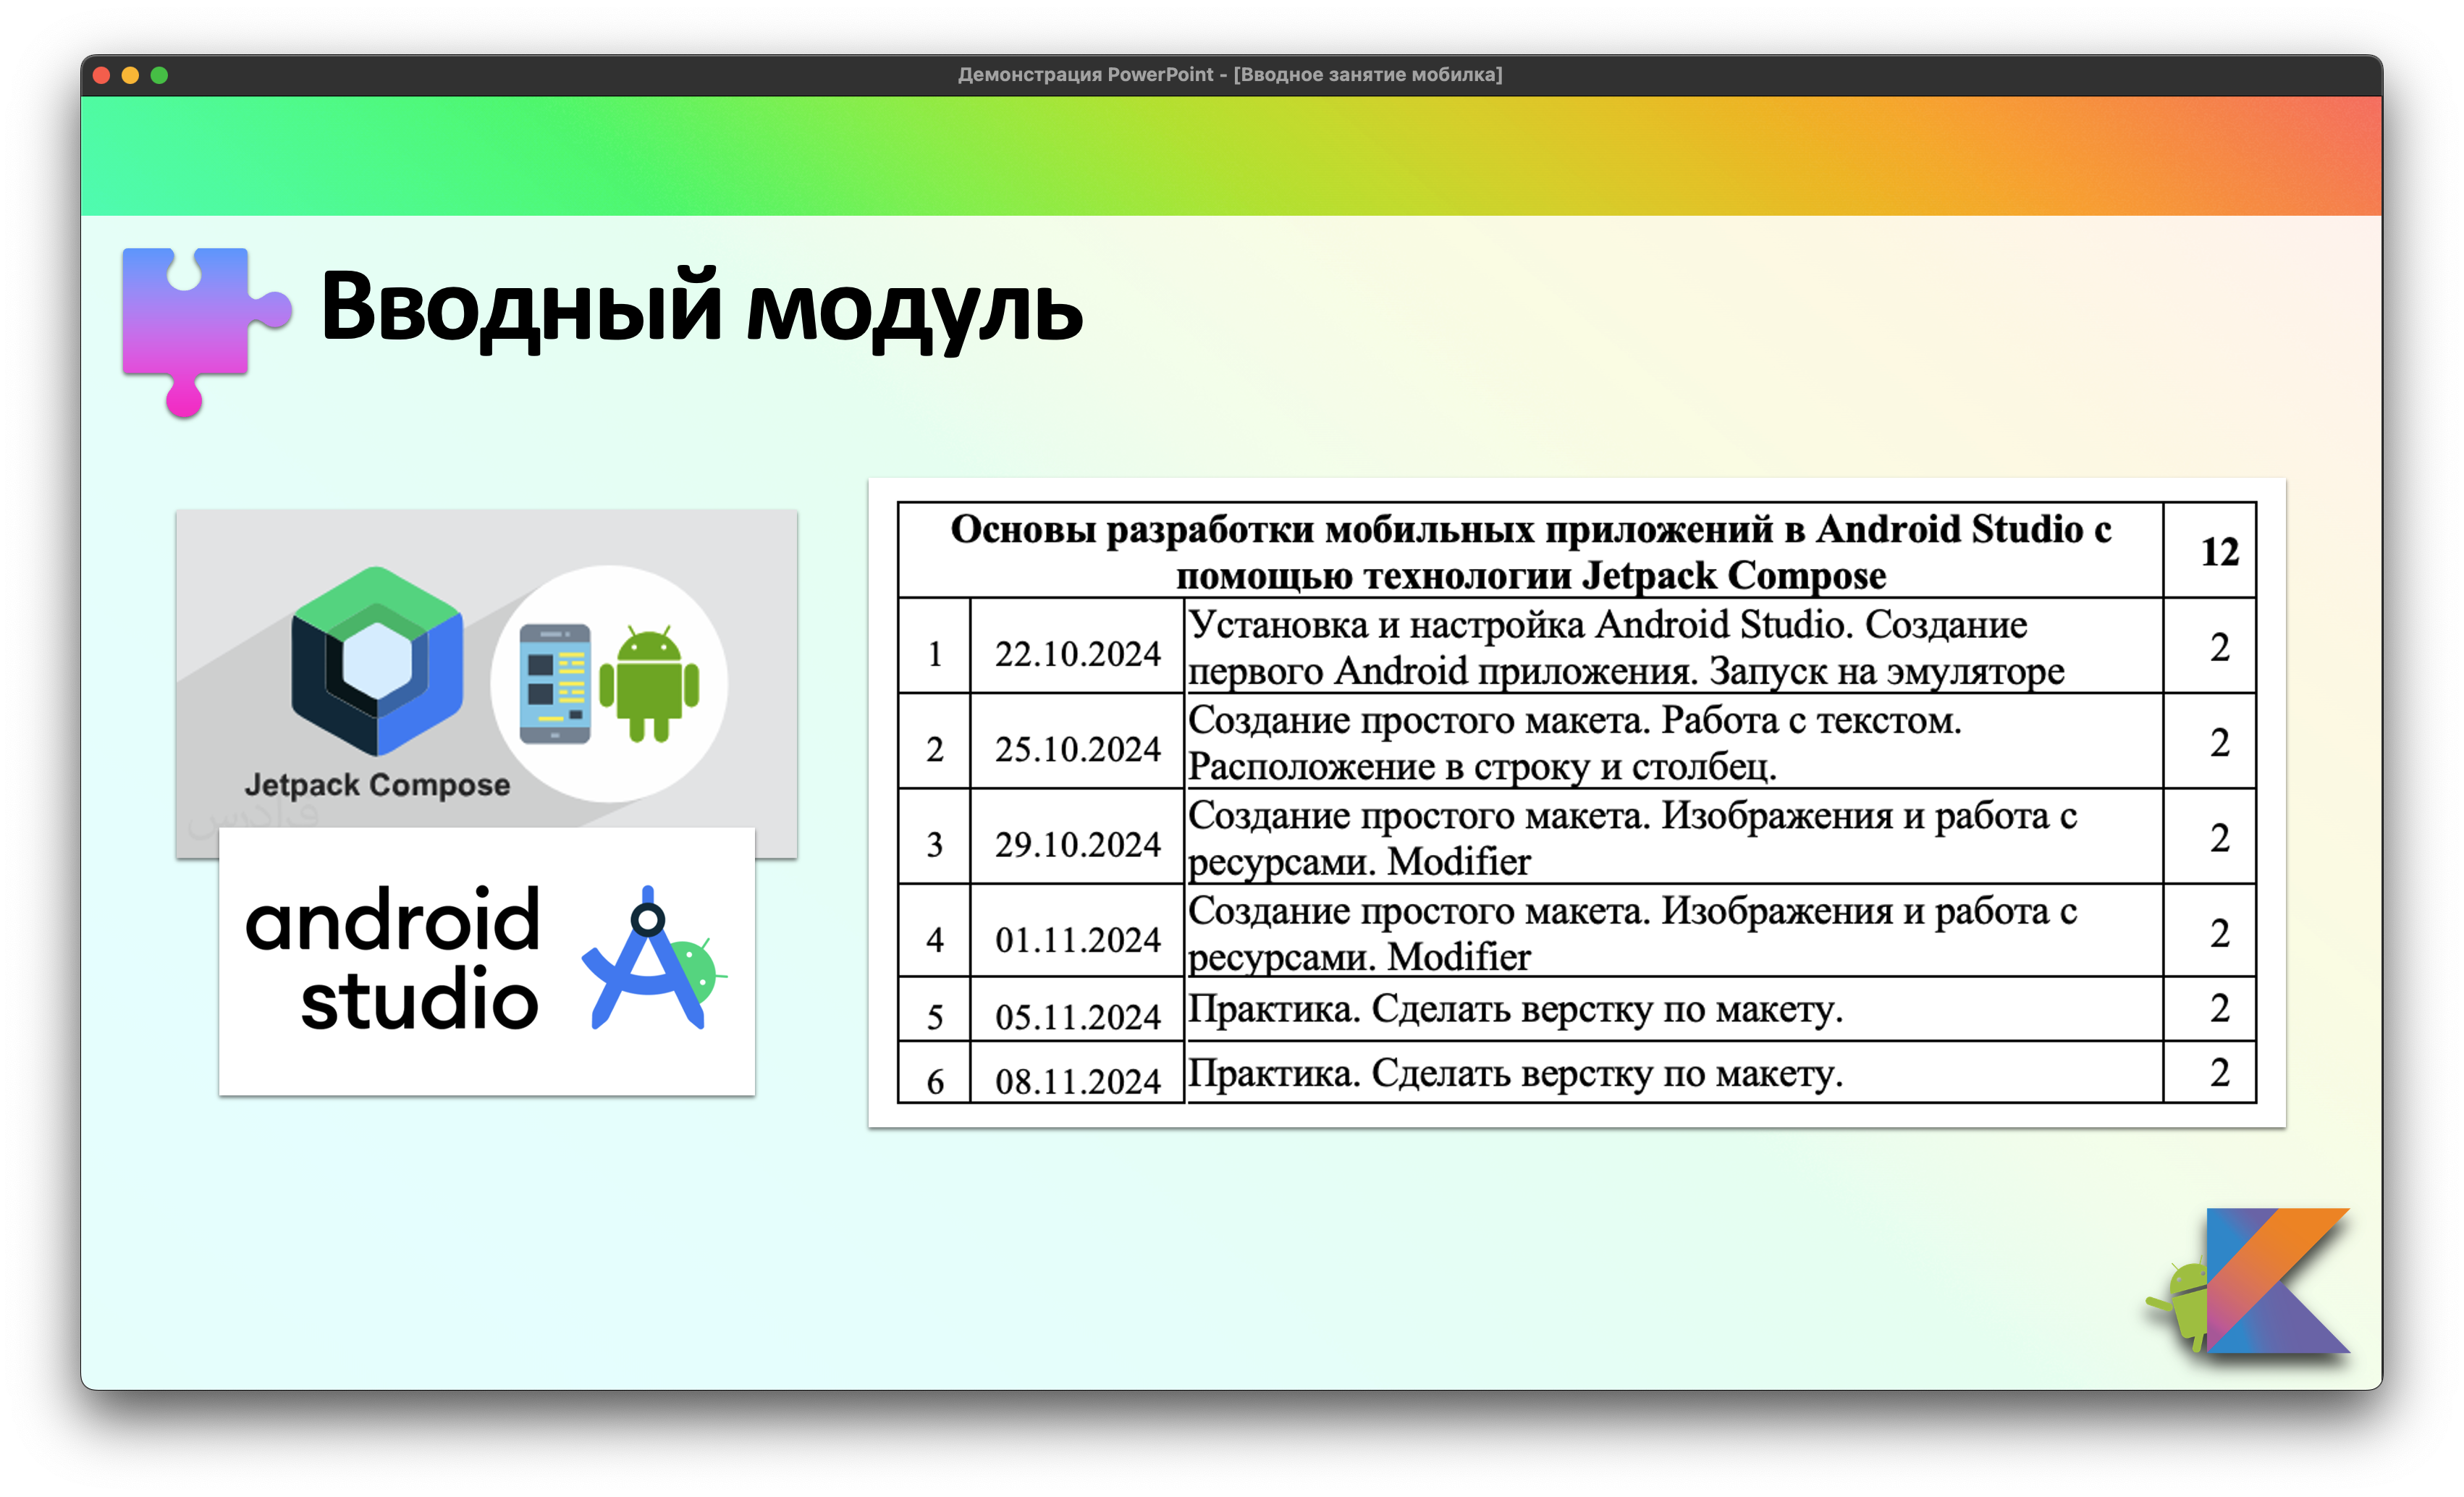 Демонстрация PowerPoint - [Вводное занятие мобилка]
Вводный модуль
Jetpack Compose
فرادرس
android
studio
Основы разработки мобильных приложений в Android Studio с
помощью технологии Jetpack Compose
12
1 22.10.2024 Установка и настройка Android Studio. Создание
первого Android приложения. Запуск на эмуляторе
2
2 25.10.2024 Создание простого макета. Работа с текстом.
Расположение в строку и столбец.
2
3 29.10.2024 Создание простого макета. Изображения и работа с
ресурсами. Modifier
2
4 01.11.2024 Создание простого макета. Изображения и работа с
ресурсами. Modifier
2
5 05.11.2024 Практика. Сделать верстку по макету. 2
6 08.11.2024 Практика. Сделать верстку по макету. 2